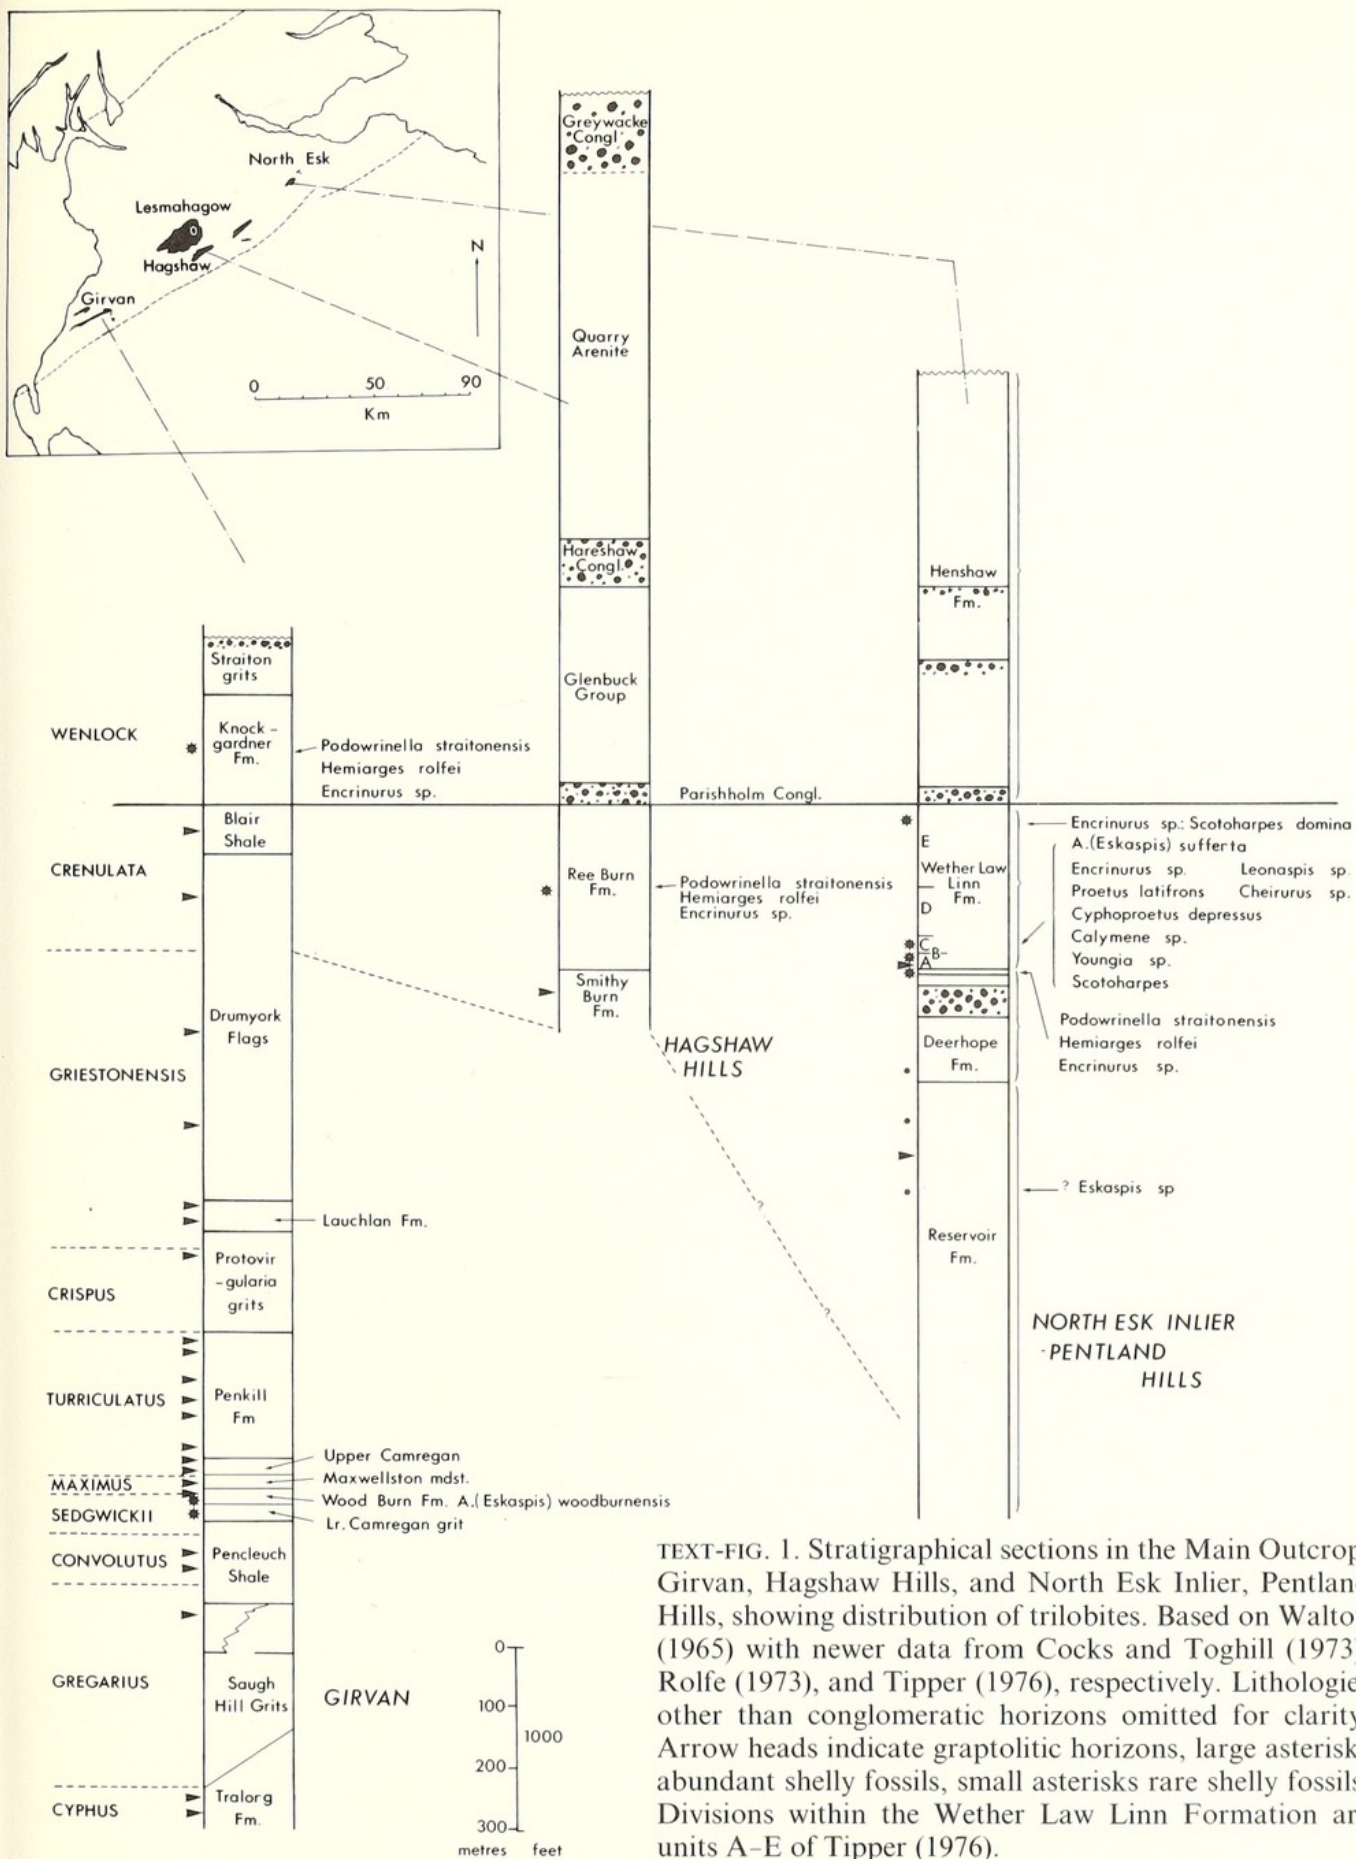 North Esk
Lesmahagow
Hagshaw
Girvan
N
0 50 90
Km
Greywacke
Congl
Quarry
Arenite
Hareshaw
Congl.
Glenbuck
Group
Parishholm Congl.
Ree Burn
Fm.
Podowrinella straitonensis
Hemiarges rolfei
Encrinurus sp.
Smithy
Burn
Fm.
HAGSHAW
HILLS
WENLOCK
CRENULATA
GRIESTONENSIS
CRISPUS
TURRICULATUS
MAXIMUS
SEDGWICKII
CONVOLUTUS
GREGARIUS
CYPHUS
Straiton
grits
Knock-
gardner
Fm.
Podowrinella straitonensis
Hemiarges rolfei
Encrinurus sp.
Blair
Shale
Drumyork
Flags
Lauchlan Fm.
Protovir
-gularia
grits
Penkill
Fm
Upper Camregan
Maxwellston mdst.
Wood Burn Fm. A.(Eskaspis) woodburnensis
Lr. Camregan grit
Pencleuch
Shale
Saugh
Hill Grits
Tralorg
Fm.
GIRVAN
0
100
1000
200
300
metres feet
Henshaw
Fm.
E
Wether Law
Linn
Fm.
D
C
B
A
Deerhope
Fm.
Reservoir
Fm.
Encrinurus sp.: Scotoharpes domina
A.(Eskaspis) sufferta
Encrinurus sp. Leonaspis sp.
Proetus latifrons Cheirurus sp.
Cyphoproetus depressus
Calymene sp.
Youngia sp.
Scotoharpes
Podowrinella straitonensis
Hemiarges rolfei
Encrinurus sp.
? Eskaspis sp
?
?
NORTH ESK INLIER
PENTLAND
HILLS
TEXT-FIG. 1. Stratigraphical sections in the Main Outcrop
Girvan, Hagshaw Hills, and North Esk Inlier, Pentlan
Hills, showing distribution of trilobites. Based on Walto
(1965) with newer data from Cocks and Toghill (1973)
Rolfe (1973), and Tipper (1976), respectively. Lithologie
other than conglomeratic horizons omitted for clarity
Arrow heads indicate graptolitic horizons, large asterisk
abundant shelly fossils, small asterisks rare shelly fossils
Divisions within the Wether Law Linn Formation ar
units A–E of Tipper (1976).